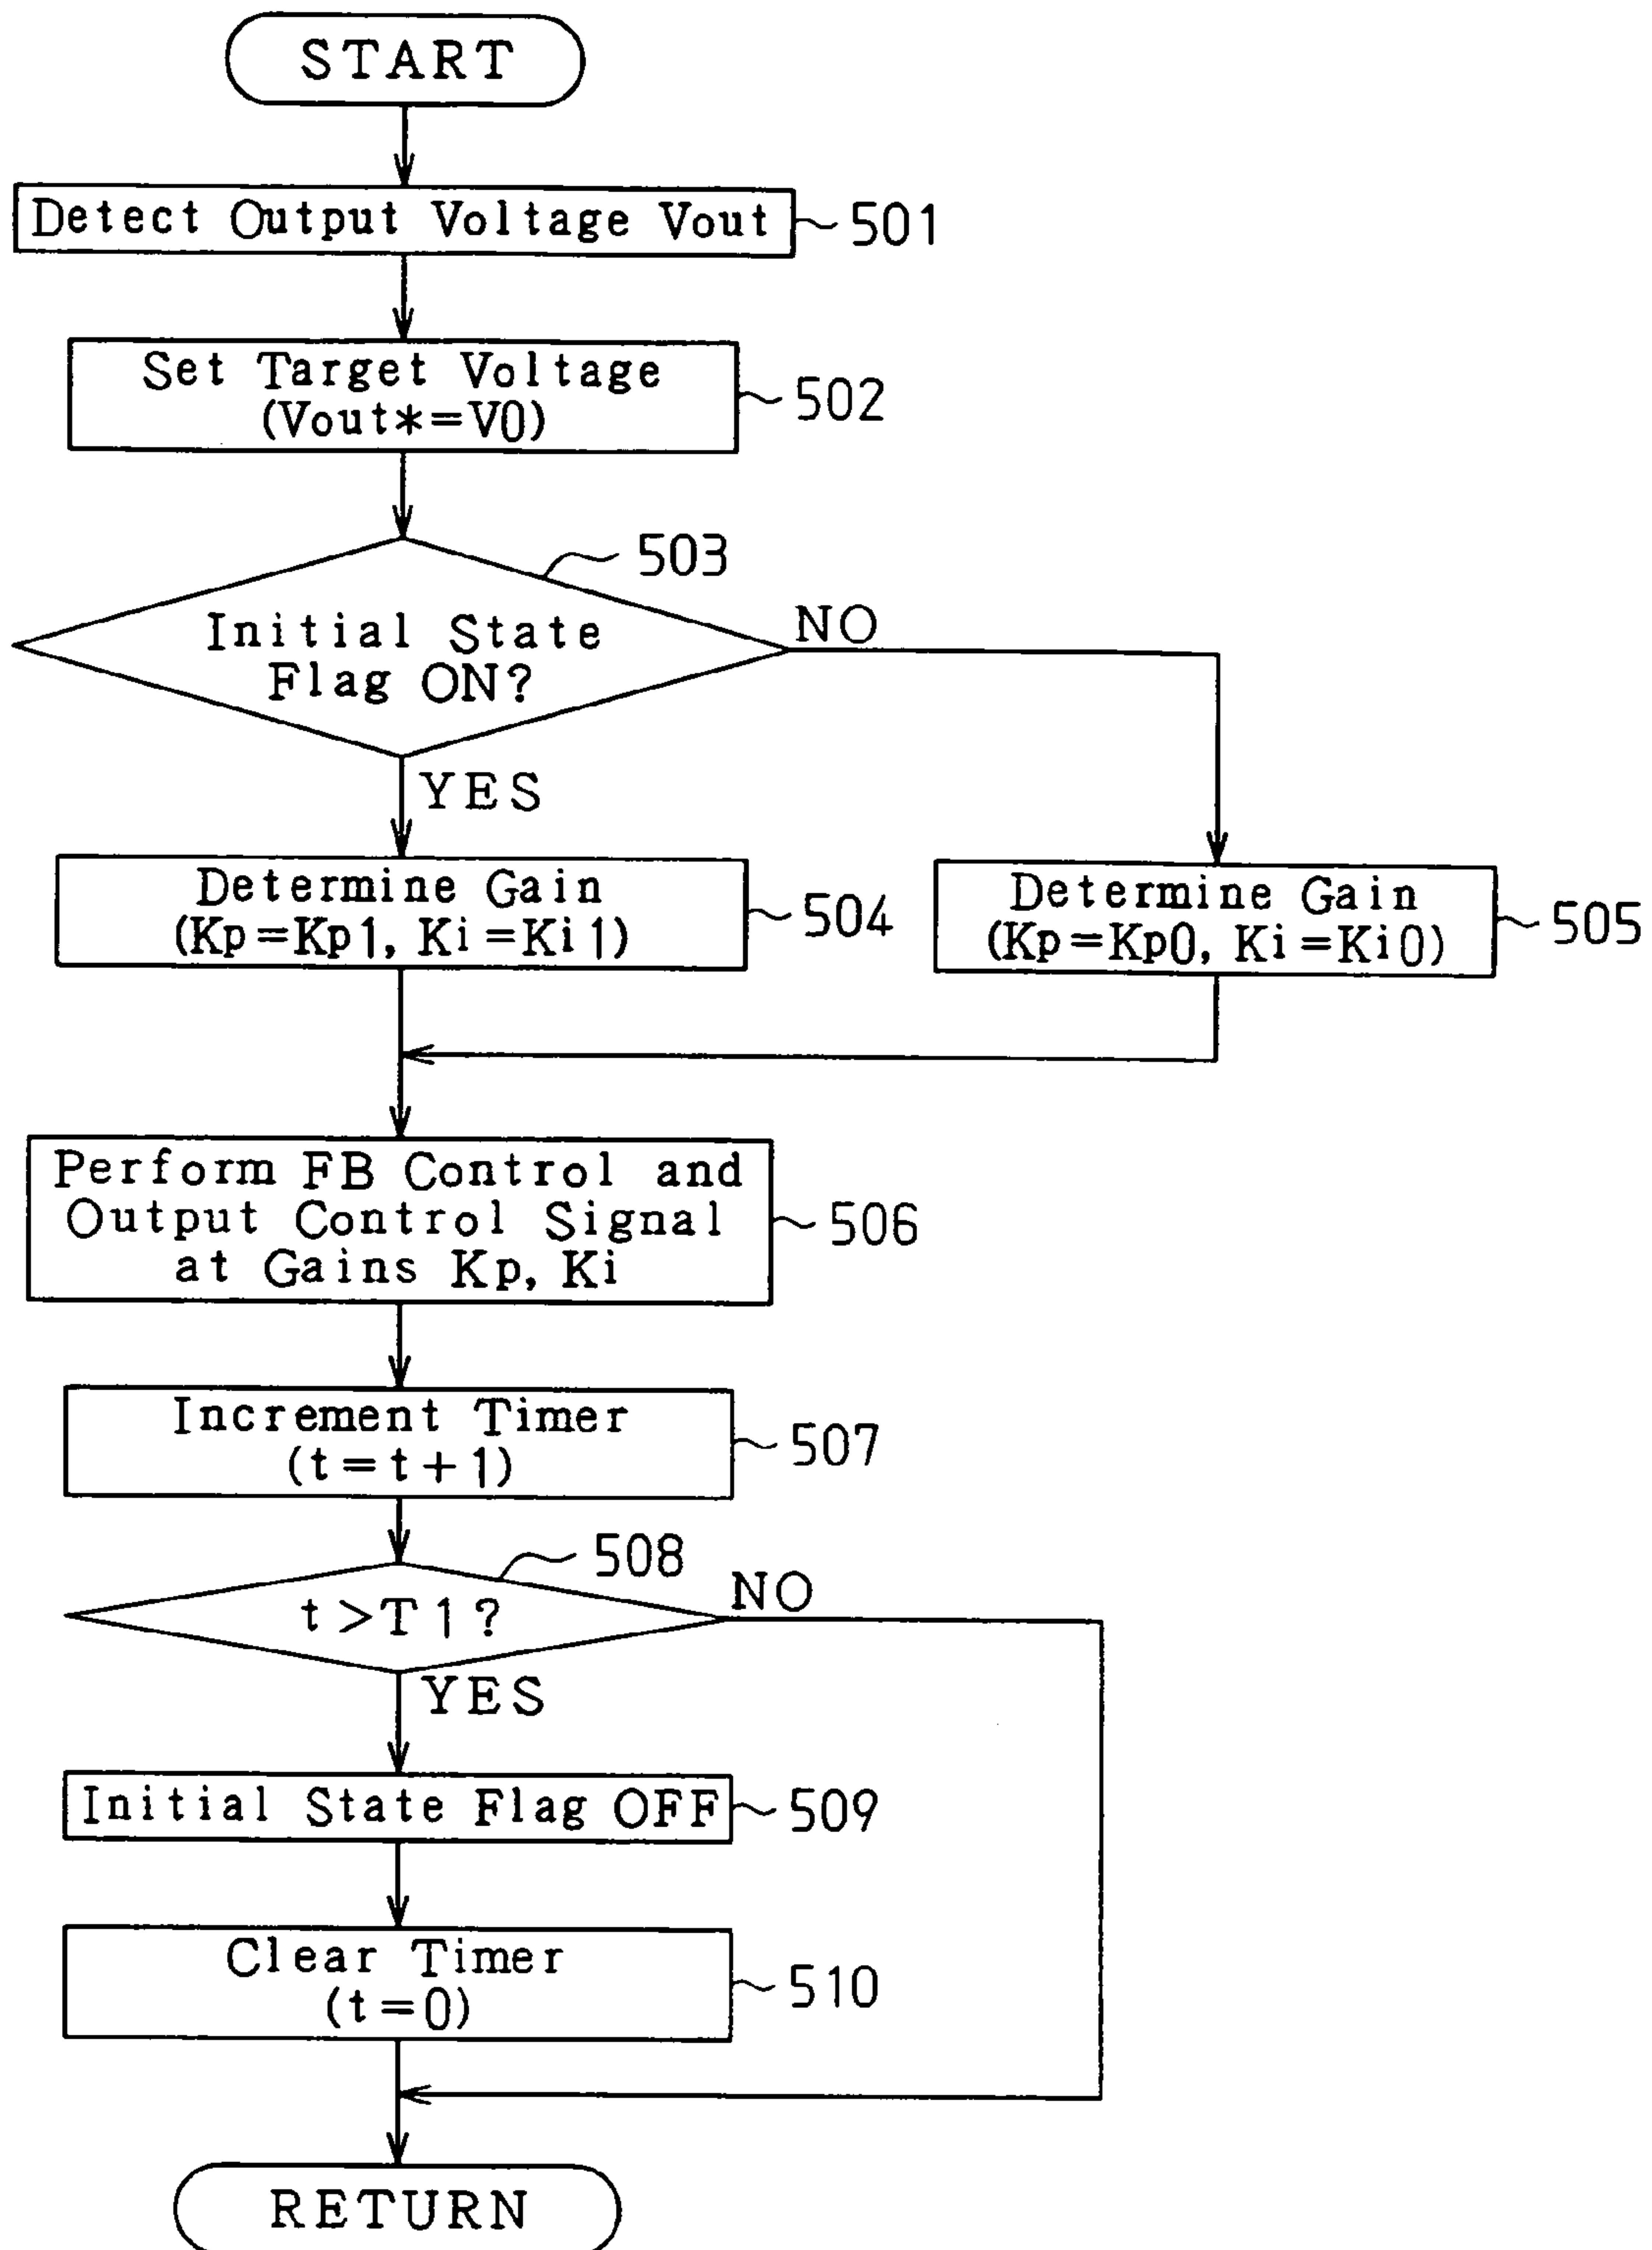 START
Detect Output Voltage Vout
501
Set Target Voltage
(Vout*=V0)
502
503
Initial State
Flag ON?
NO
YES
Determine Gain
(Kp=Kp1, Ki=Ki1)
504
Determine Gain
(Kp=Kp0, Ki=Ki0)
505
Perform FB Control and
Output Control Signal
at Gains Kp, Ki
506
Increment Timer
(t=t+1)
507
508
t>T1?
NO
YES
Initial State Flag OFF
509
Clear Timer
(t=0)
510
RETURN